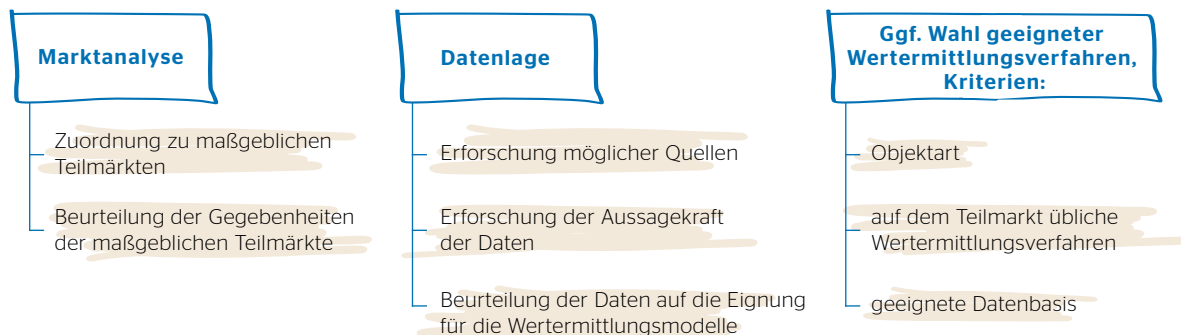 Marktanalyse
Zuordnung zu maßgeblichen
Teilmärkten
Beurteilung der Gegebenheiten
der maßgeblichen Teilmärkte
Datenlage
Erforschung möglicher Quellen
Erforschung der Aussagekraft
der Daten
Beurteilung der Daten auf die Eignung
für die Wertermittlungsmodelle
Ggf. Wahl geeigneter
Wertermittlungsverfahren,
Kriterien:
Objektart
auf dem Teilmarkt übliche
Wertermittlungsverfahren
geeignete Datenbasis